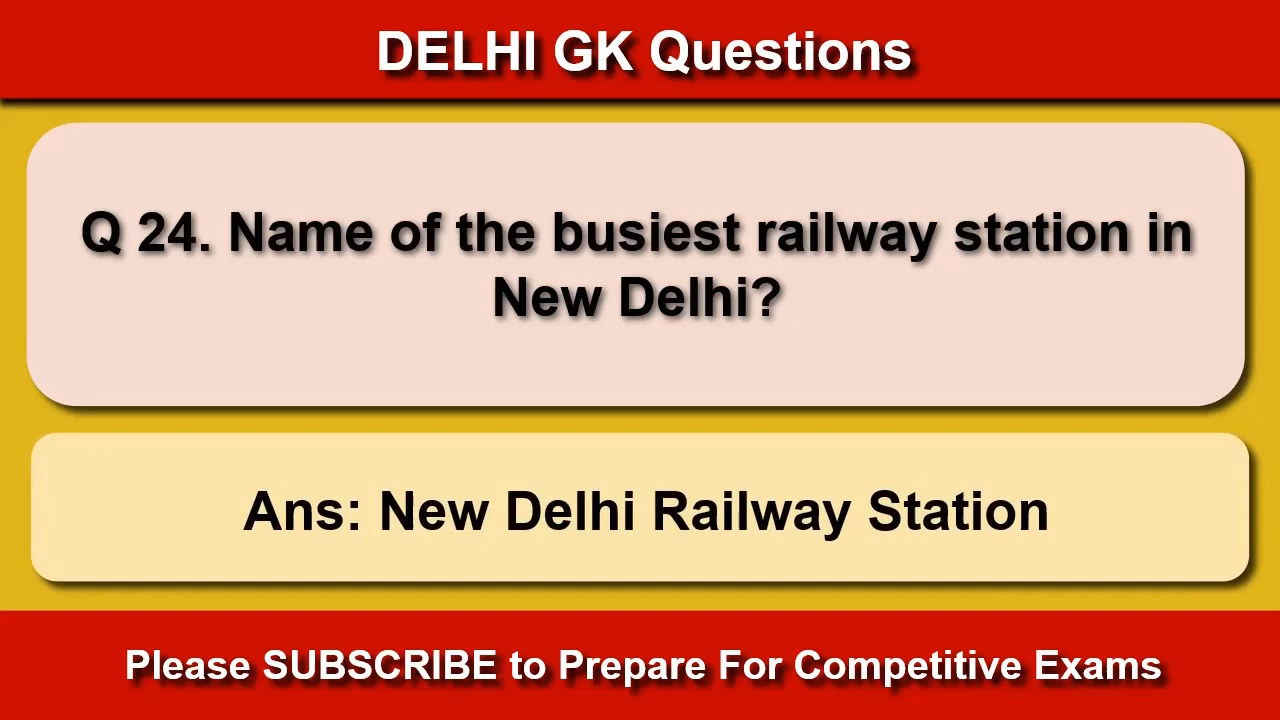 DELHI GK Questions
Q 24. Name of the busiest railway station in
New Delhi?
Ans: New Delhi Railway Station
Please SUBSCRIBE to Prepare For Competitive Exams